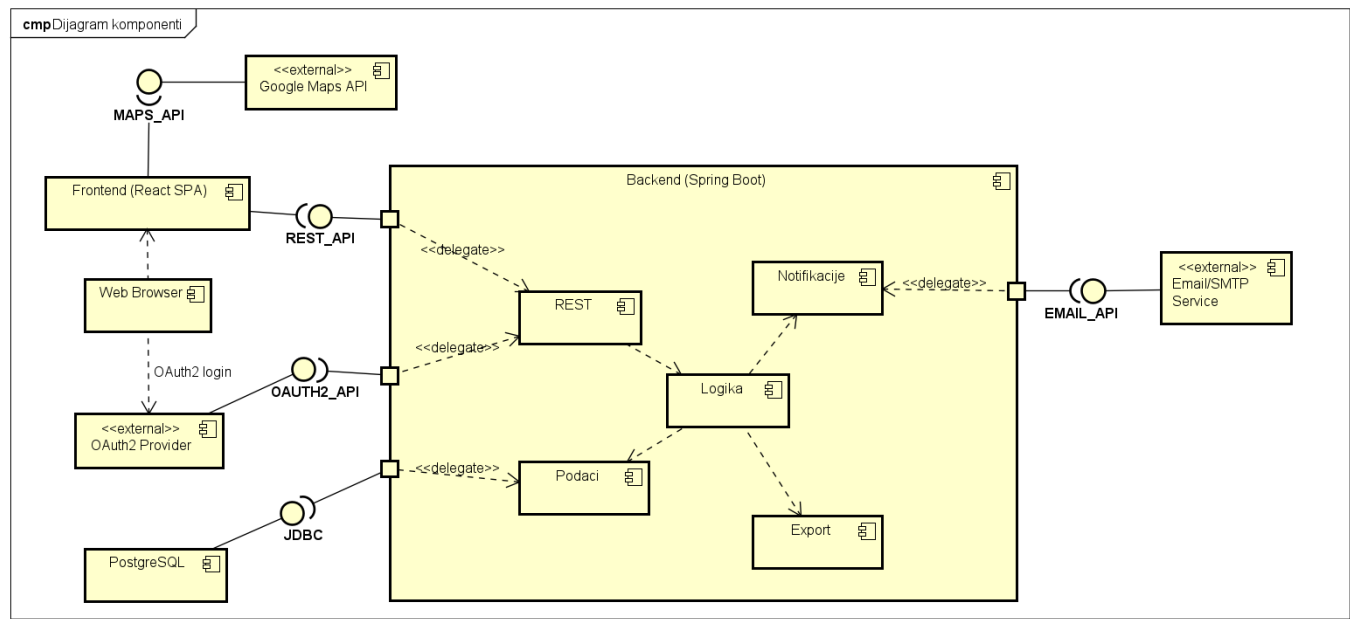 cmp Dijagram komponenti
<<external>>
Google Maps API
MAPS_API
Frontend (React SPA)
REST_API
Backend (Spring Boot)
<<delegate>>
Web Browser
REST
Notifikacije
<<delegate>>
<<external>>
Email/SMTP
Service
EMAIL_API
OAuth2 login
<<delegate>>
OAUTH2_API
Logika
<<external>>
OAuth2 Provider
<<delegate>>
Podaci
JDBC
Export
PostgreSQL